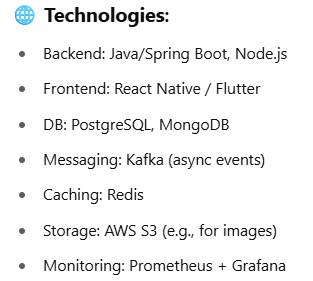 🌐 Technologies:
• Backend: Java/Spring Boot, Node.js
• Frontend: React Native / Flutter
• DB: PostgreSQL, MongoDB
• Messaging: Kafka (async events)
• Caching: Redis
• Storage: AWS S3 (e.g., for images)
• Monitoring: Prometheus + Grafana